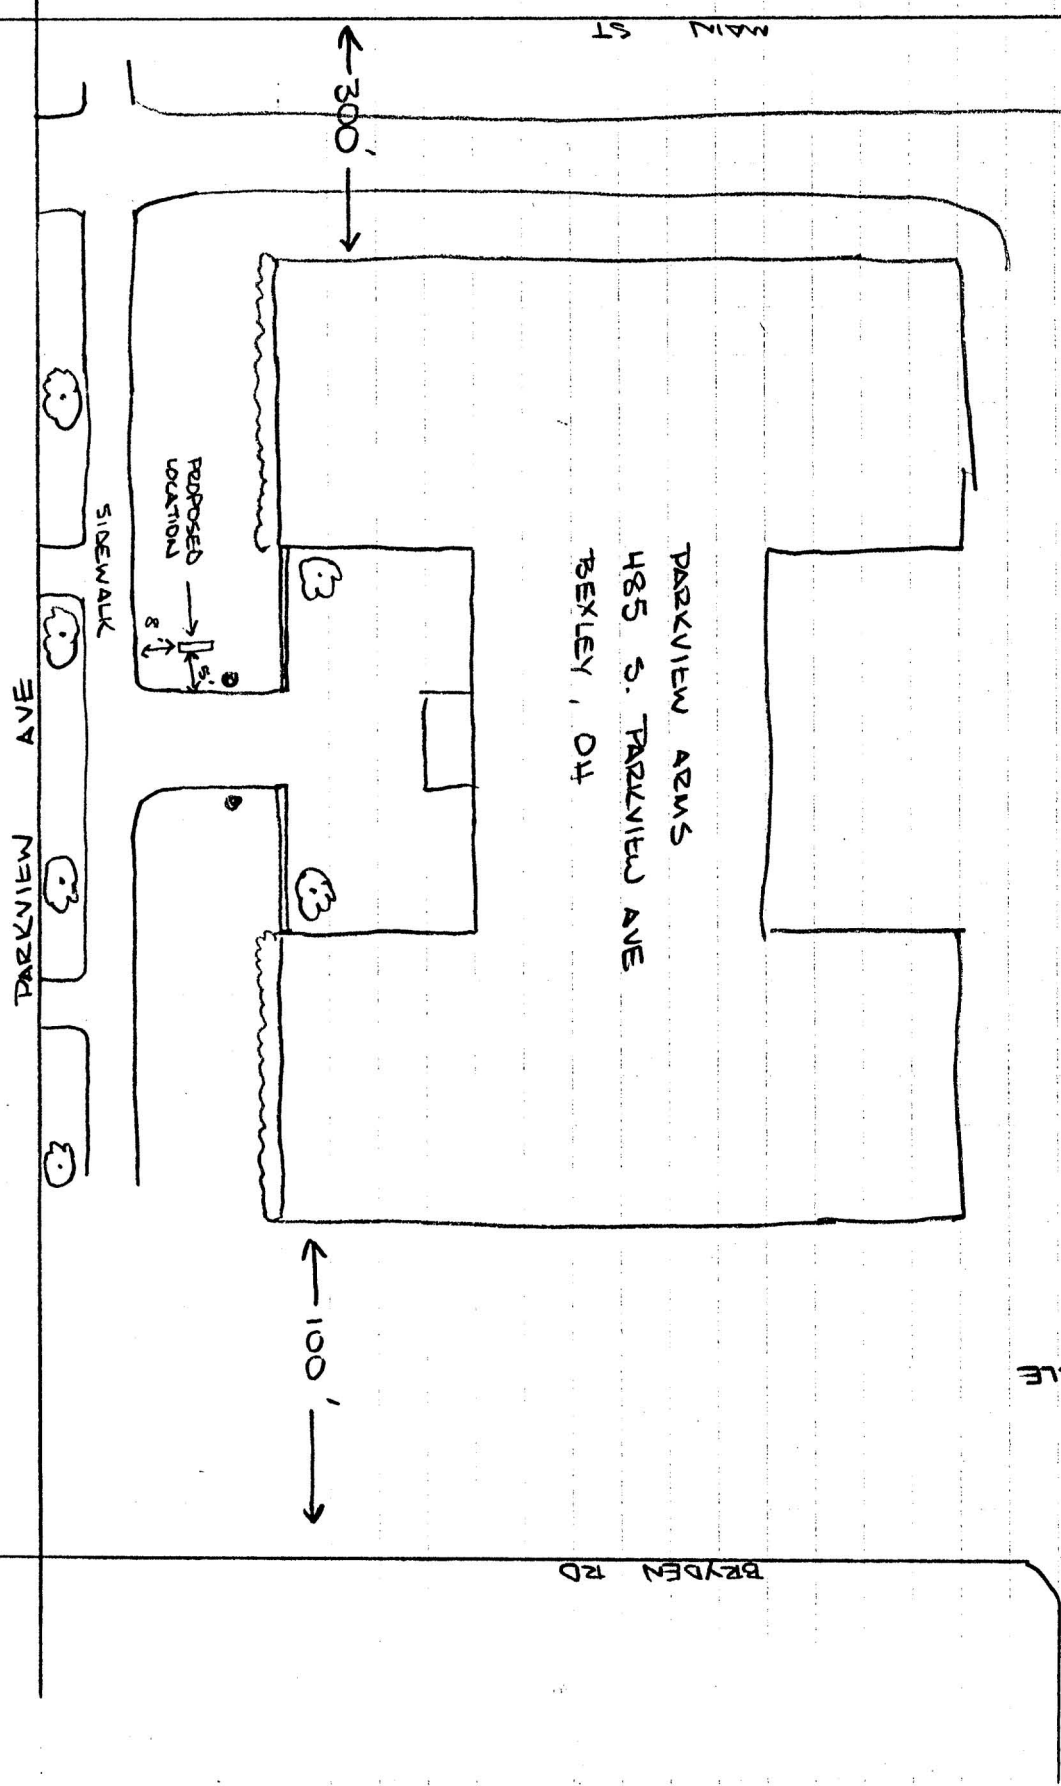 MAIN ST
300'
PARKVIEW ARMS
485 S. PARKVIEW AVE
BEXLEY, OH
PROPOSED
LOCATION
8'
5'
SIDEWALK
PARKVIEW AVE
100'
BRYDEN RD
LE